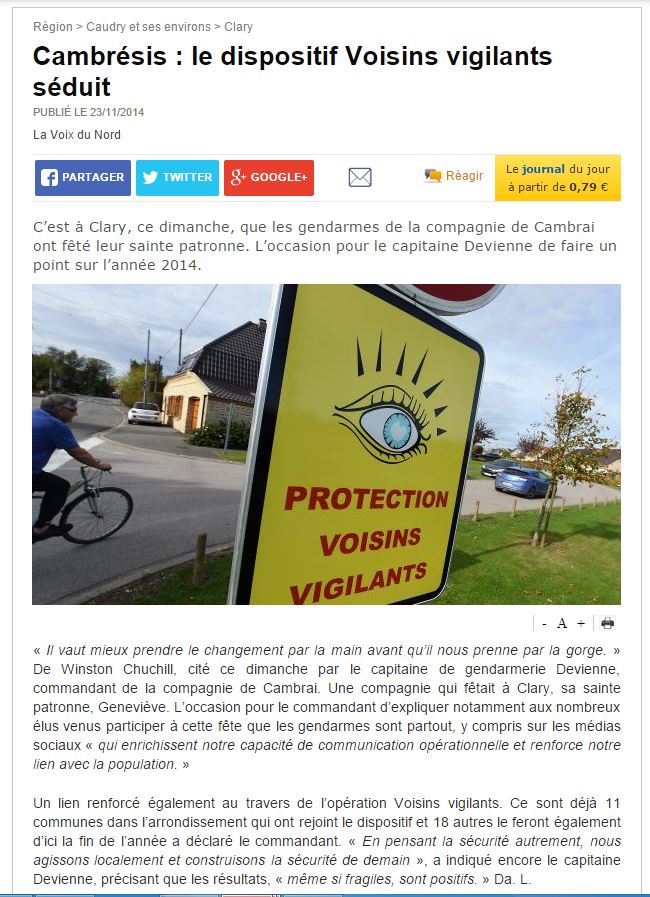 Région > Caudry et ses environs > Clary
Cambrésis : le dispositif Voisins vigilants
séduit
PUBLIÉ LE 23/11/2014
La Voix du Nord
PARTAGER
TWITTER
GOOGLE+
Réagir
Le journal du jour
à partir de 0,79 €
C’est à Clary, ce dimanche, que les gendarmes de la compagnie de Cambrai
ont fêté leur sainte patronne. L’occasion pour le capitaine Devienne de faire un
point sur l’année 2014.
PROTECTION
VOISINS
VIGILANTS
- A +
« Il vaut mieux prendre le changement par la main avant qu’il nous prenne par la gorge. »
De Winston Chuchill, cité ce dimanche par le capitaine de gendarmerie Devienne,
commandant de la compagnie de Cambrai. Une compagnie qui fêtait à Clary, sa sainte
patronne, Geneviève. L’occasion pour le commandant d’expliquer notamment aux nombreux
élus venus participer à cette fête que les gendarmes sont partout, y compris sur les médias
sociaux « qui enrichissent notre capacité de communication opérationnelle et renforce notre
lien avec la population. »
Un lien renforcé également au travers de l’opération Voisins vigilants. Ce sont déjà 11
communes dans l’arrondissement qui ont rejoint le dispositif et 18 autres le feront également
d’ici la fin de l’année a déclaré le commandant. « En pensant la sécurité autrement, nous
agissons localement et construisons la sécurité de demain », a indiqué encore le capitaine
Devienne, précisant que les résultats, « même si fragiles, sont positifs. » Da. L.